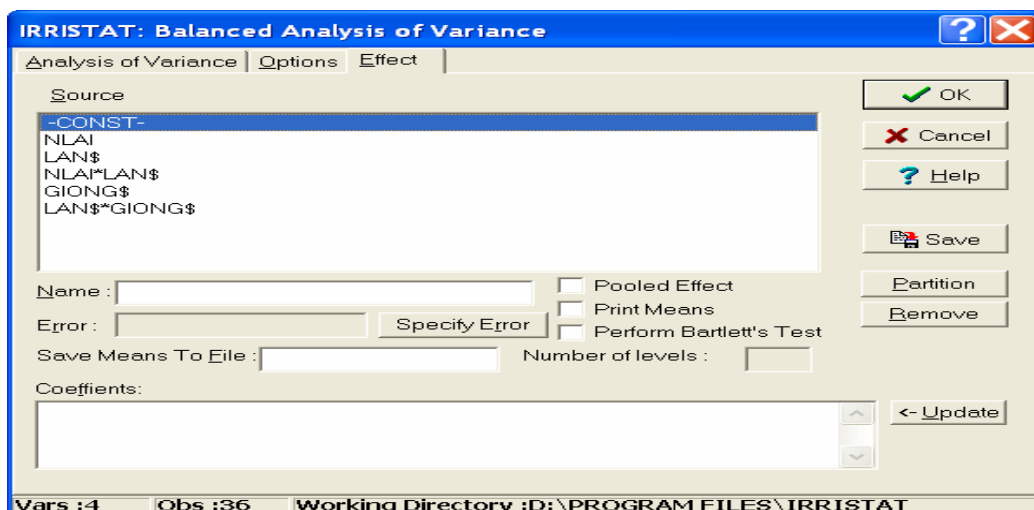 IRRISTAT: Balanced Analysis of Variance
Analysis of Variance Options Effect
Source
-CONST-
NLAI
LAN$
NLAI*LAN$
GIONG$
LAN$*GIONG$
OK
Cancel
? Help
Save
Partition
Remove
Name :
Pooled Effect
Print Means
Perform Bartlett's Test
Error :
Specify Error
Save Means To File :
Number of levels :
Coeffients:
<- Update
Vars :4 Obs :36 Working Directory :D:\PROGRAM FILES\IRRISTAT